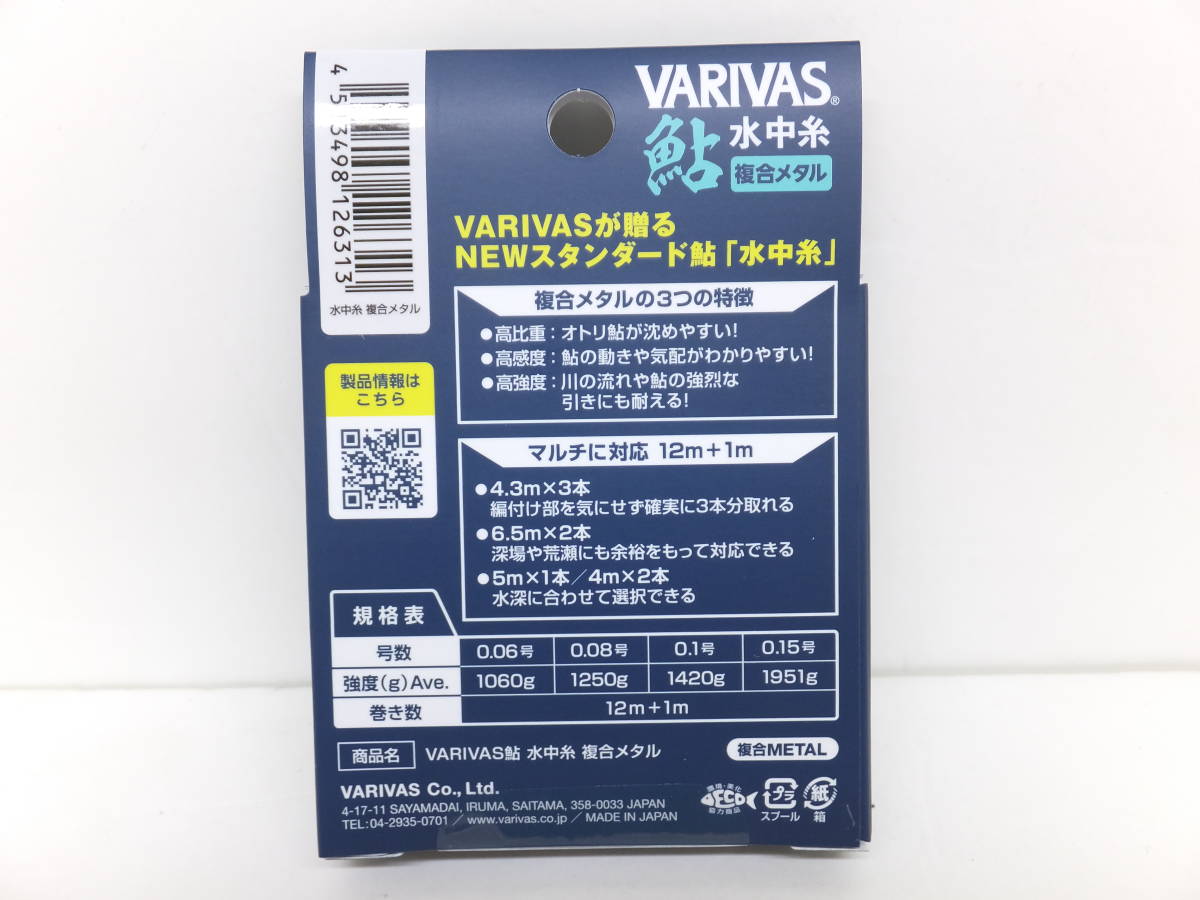 VARIVAS®
鮎 水中糸
複合メタル
4 513498 126313
水中糸 複合メタル
VARIVASが贈る
NEWスタンダード鮎「水中糸」
複合メタルの3つの特徴
●高比重：オトリ鮎が沈めやすい！
●高感度：鮎の動きや気配がわかりやすい！
●高強度：川の流れや鮎の強烈な
引きにも耐える！
製品情報は
こちら
マルチに対応 12m＋1m
●4.3m×3本
編付け部を気にせず確実に3本分取れる
●6.5m×2本
深場や荒瀬にも余裕をもって対応できる
●5m×1本／4m×2本
水深に合わせて選択できる
規格表
号数 0.06号 0.08号 0.1号 0.15号
強度(g)Ave. 1060g 1250g 1420g 1951g
巻き数 12m＋1m
商品名 VARIVAS鮎 水中糸 複合メタル
複合METAL
VARIVAS Co., Ltd.
4-17-11 SAYAMADAI, IRUMA, SAITAMA, 358-0033 JAPAN
TEL:04-2935-0701 ／ www.varivas.co.jp ／ MADE IN JAPAN
環境・美化
ECO
協力商品
プラ
スプール
紙
箱